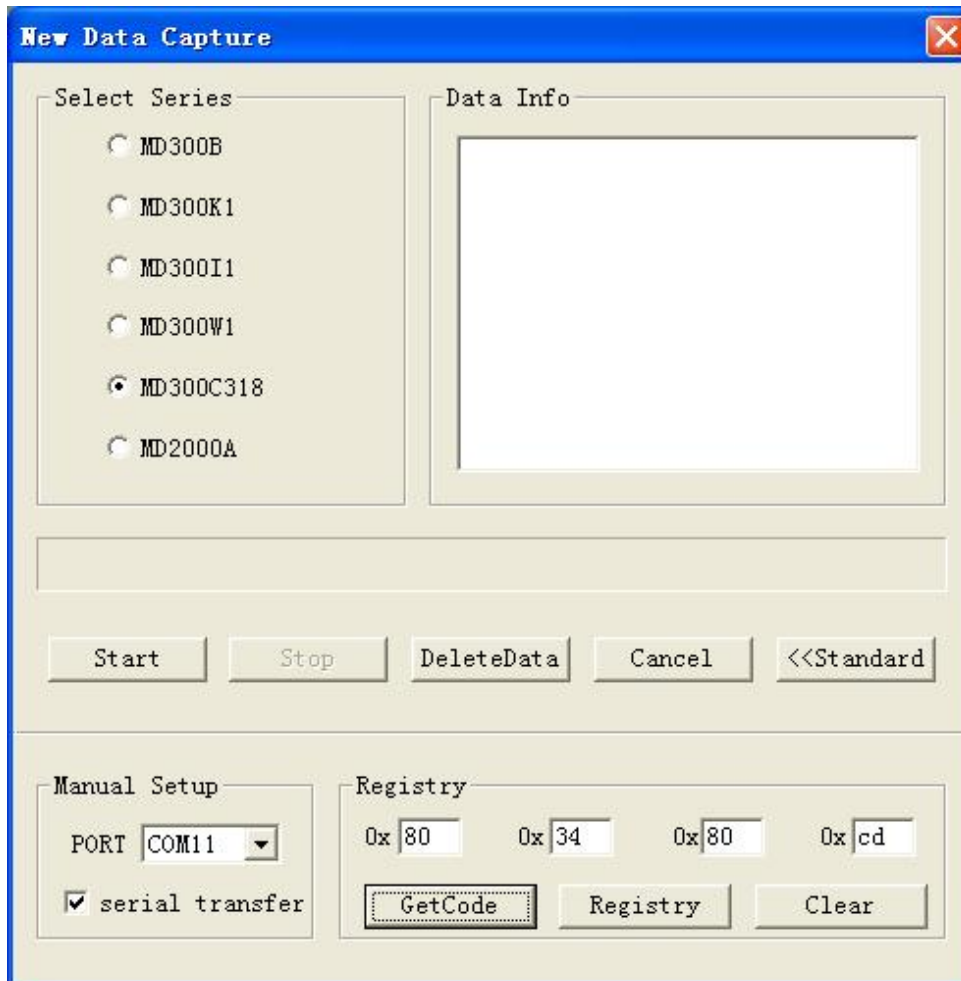 New Data Capture
Select Series
MD300B
MD300K1
MD300I1
MD300W1
MD300C318
MD2000A
Data Info
Start Stop DeleteData Cancel <<Standard
Manual Setup
PORT COM11
serial transfer
Registry
0x 80 0x 34 0x 80 0x cd
GetCode Registry Clear